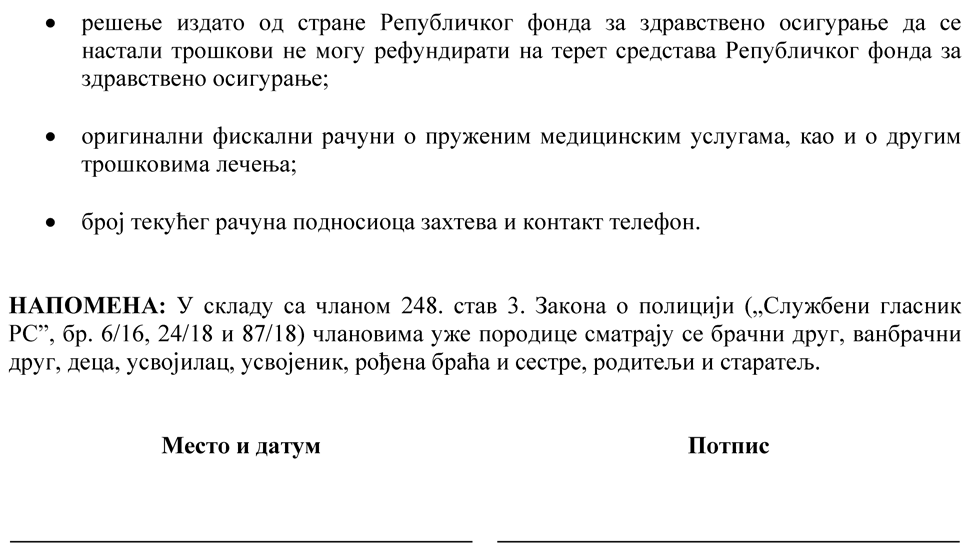 • решење издато од стране Републичког фонда за здравствено осигурање да се
настали трошкови не могу рефундирати на терет средстава Републичког фонда за
здравствено осигурање;
• оригинални фискални рачуни о пруженим медицинским услугама, као и о другим
трошковима лечења;
• број текућег рачуна подносиоца захтева и контакт телефон.
НАПОМЕНА: У складу са чланом 248. став 3. Закона о полицији („Службени гласник
РС”, бр. 6/16, 24/18 и 87/18) члановима уже породице сматрају се брачни друг, ванбрачни
друг, деца, усвојилац, усвојеник, рођена браћа и сестре, родитељи и старатељ.
Место и датум Потпис